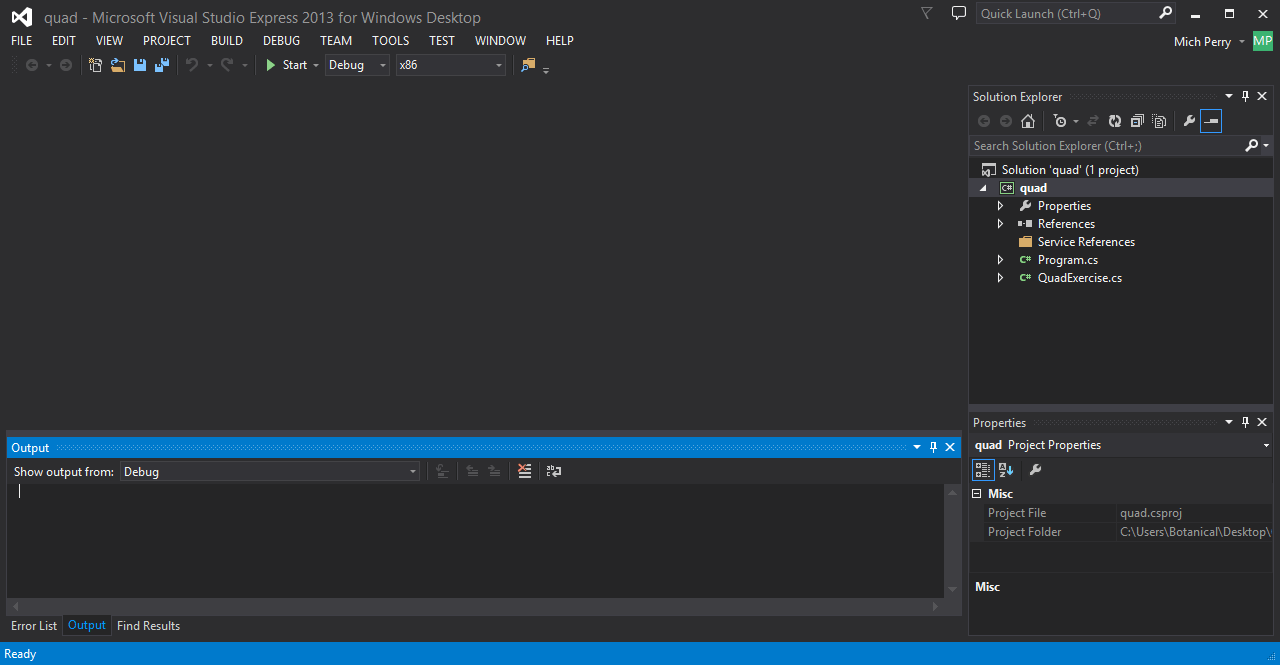 quad - Microsoft Visual Studio Express 2013 for Windows Desktop
Quick Launch (Ctrl+Q)
FILE EDIT VIEW PROJECT BUILD DEBUG TEAM TOOLS TEST WINDOW HELP
Mich Perry MP
Start Debug x86
Solution Explorer
Search Solution Explorer (Ctrl+;)
Solution 'quad' (1 project)
C# quad
Properties
References
Service References
C# Program.cs
C# QuadExercise.cs
Output
Show output from: Debug
Error List Output Find Results
Properties
quad Project Properties
Misc
Project File quad.csproj
Project Folder C:\Users\Botanical\Desktop\
Misc
Ready